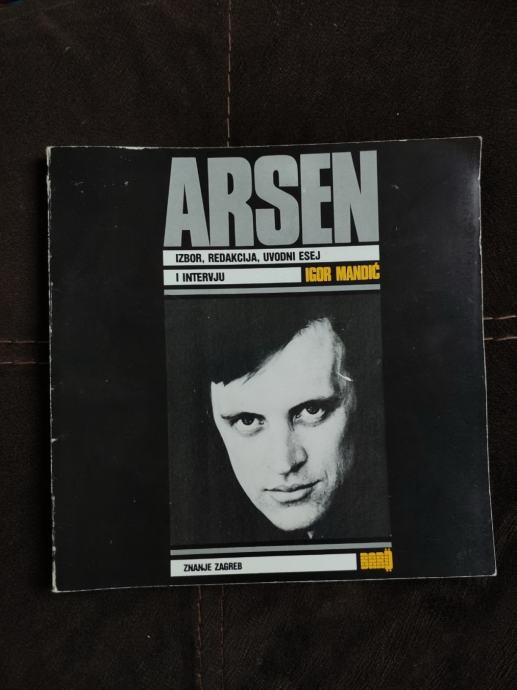 ARSEN
IZBOR, REDAKCIJA, UVODNI ESEJ
I INTERVJU IGOR MANDIĆ
ZNANJE ZAGREB